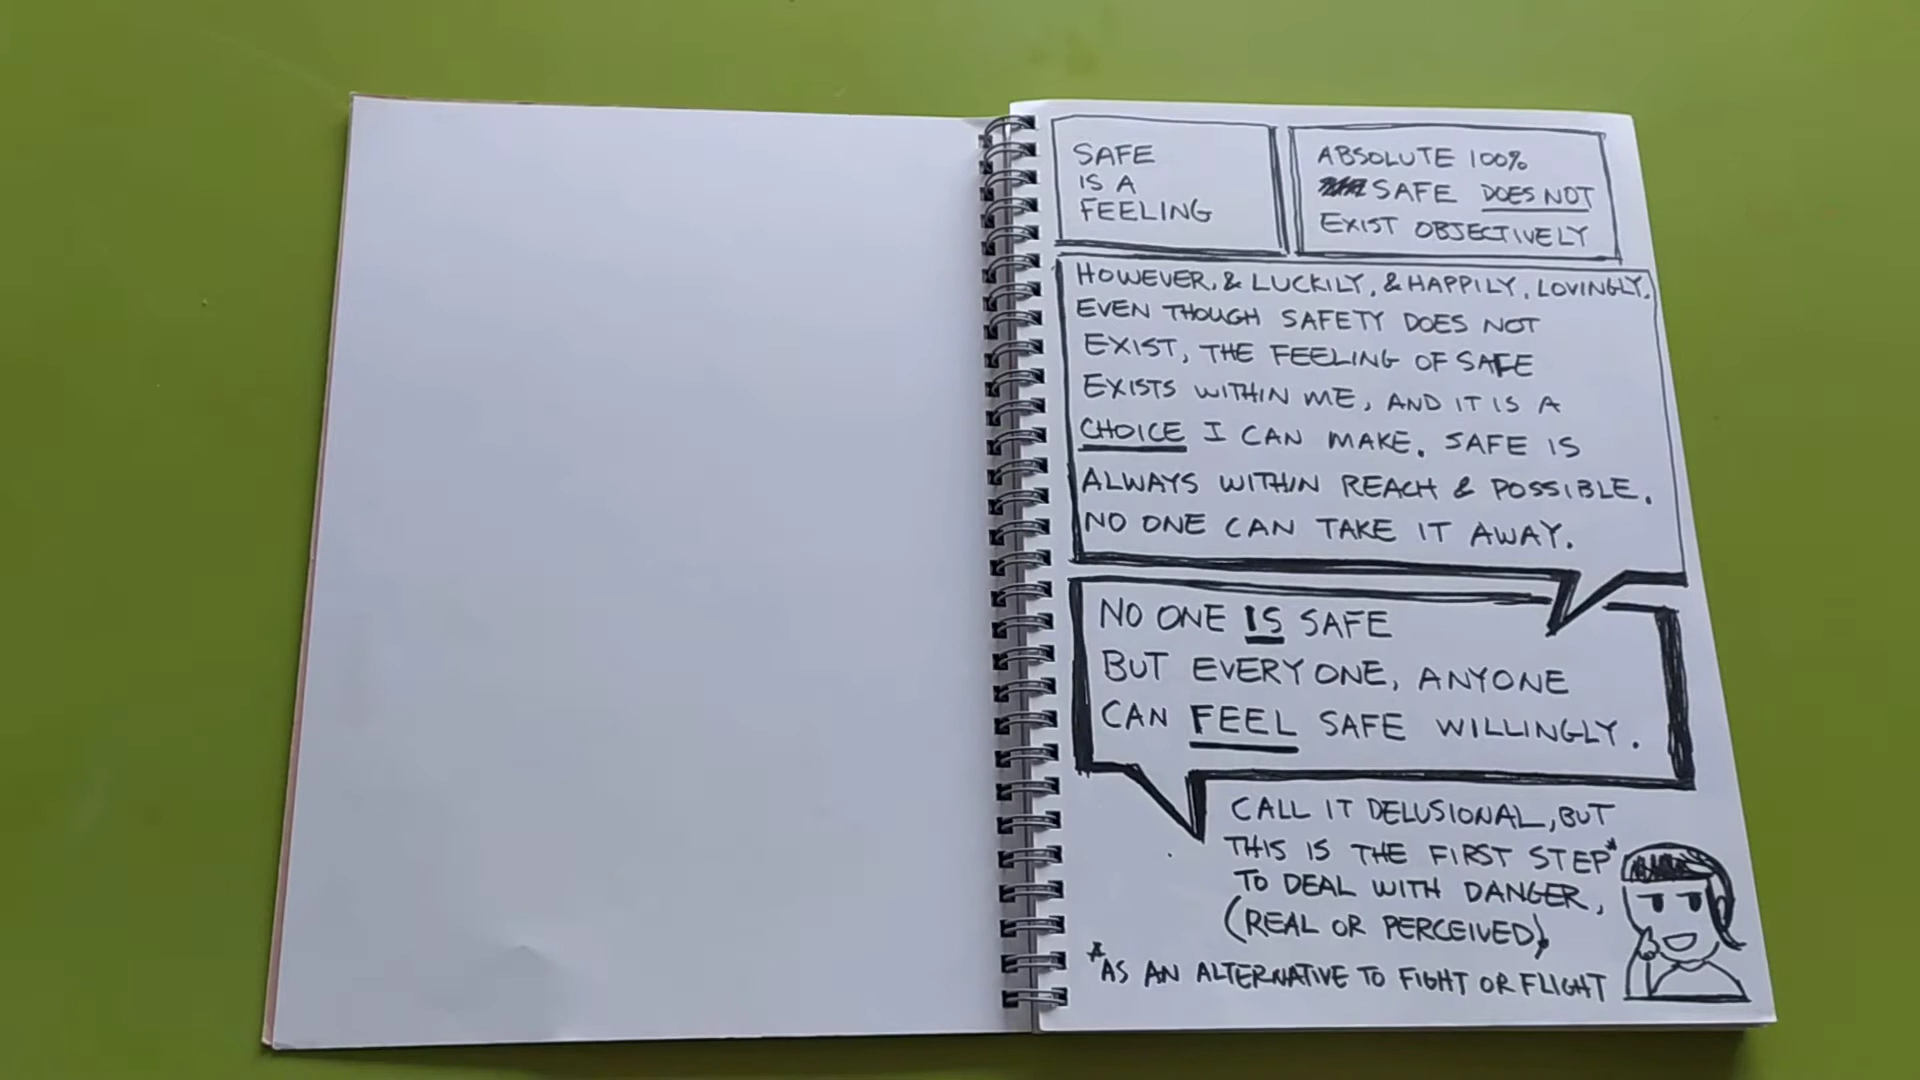 SAFE
IS A
FEELING
ABSOLUTE 100%
SAFE DOES NOT
EXIST OBJECTIVELY
HOWEVER, & LUCKILY, & HAPPILY, LOVINGLY,
EVEN THOUGH SAFETY DOES NOT
EXIST, THE FEELING OF SAFE
EXISTS WITHIN ME, AND IT IS A
CHOICE I CAN MAKE. SAFE IS
ALWAYS WITHIN REACH & POSSIBLE.
NO ONE CAN TAKE IT AWAY.
NO ONE IS SAFE
BUT EVERYONE, ANYONE
CAN FEEL SAFE WILLINGLY.
CALL IT DELUSIONAL, BUT
THIS IS THE FIRST STEP*
TO DEAL WITH DANGER,
(REAL OR PERCEIVED),
*AS AN ALTERNATIVE TO FIGHT OR FLIGHT